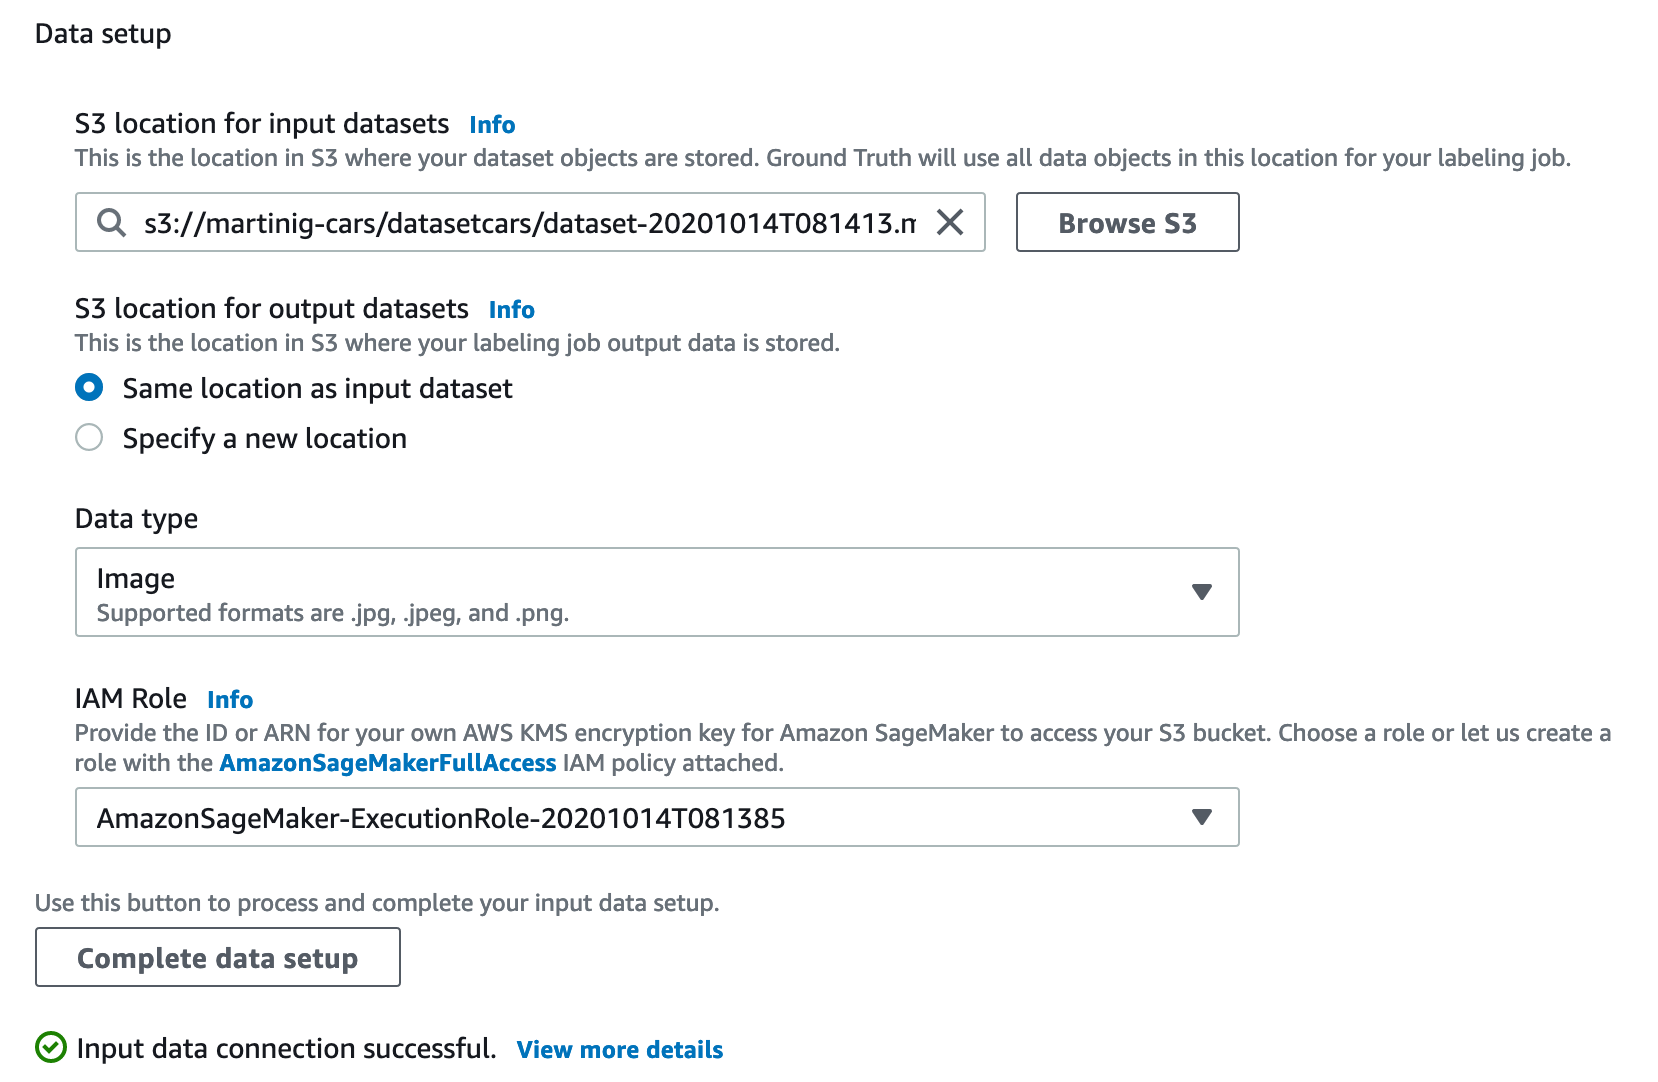 Data setup
S3 location for input datasets Info
This is the location in S3 where your dataset objects are stored. Ground Truth will use all data objects in this location for your labeling job.
s3://martinig-cars/datasetcars/dataset-20201014T081413.m
Browse S3
S3 location for output datasets Info
This is the location in S3 where your labeling job output data is stored.
Same location as input dataset
Specify a new location
Data type
Image
Supported formats are .jpg, .jpeg, and .png.
IAM Role Info
Provide the ID or ARN for your own AWS KMS encryption key for Amazon SageMaker to access your S3 bucket. Choose a role or let us create a
role with the AmazonSageMakerFullAccess IAM policy attached.
AmazonSageMaker-ExecutionRole-20201014T081385
Use this button to process and complete your input data setup.
Complete data setup
Input data connection successful. View more details